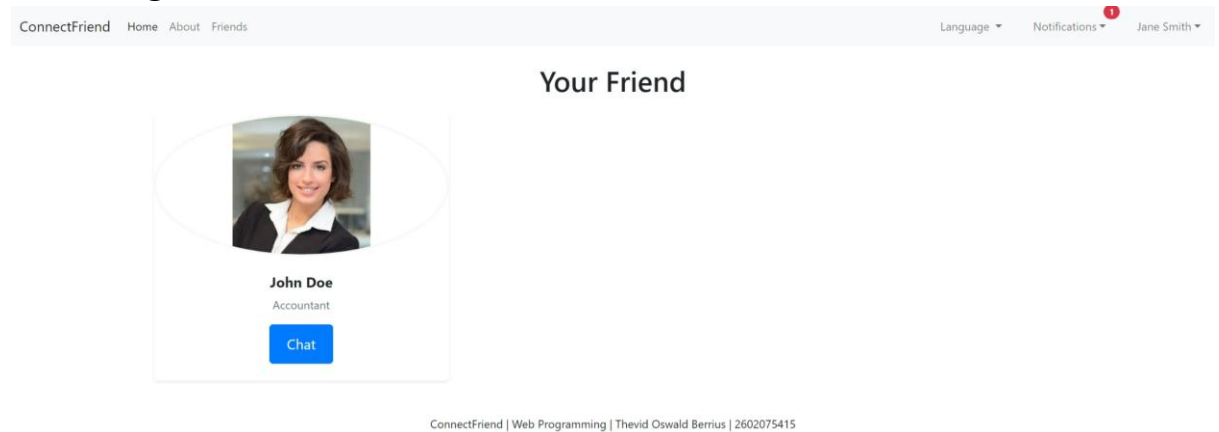 ConnectFriend Home About Friends Language Notifications 1 Jane Smith
Your Friend
John Doe
Accountant
Chat
ConnectFriend | Web Programming | Thevid Oswald Berrius | 2602075415